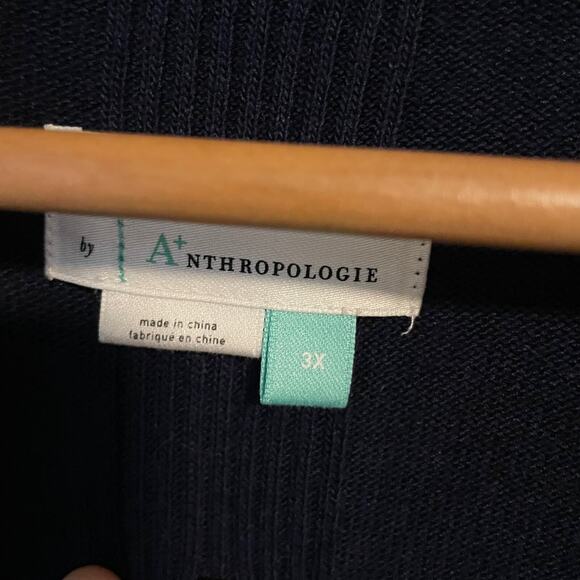 by A+NTHROPOLOGIE
made in china
fabriqué en chine
3X